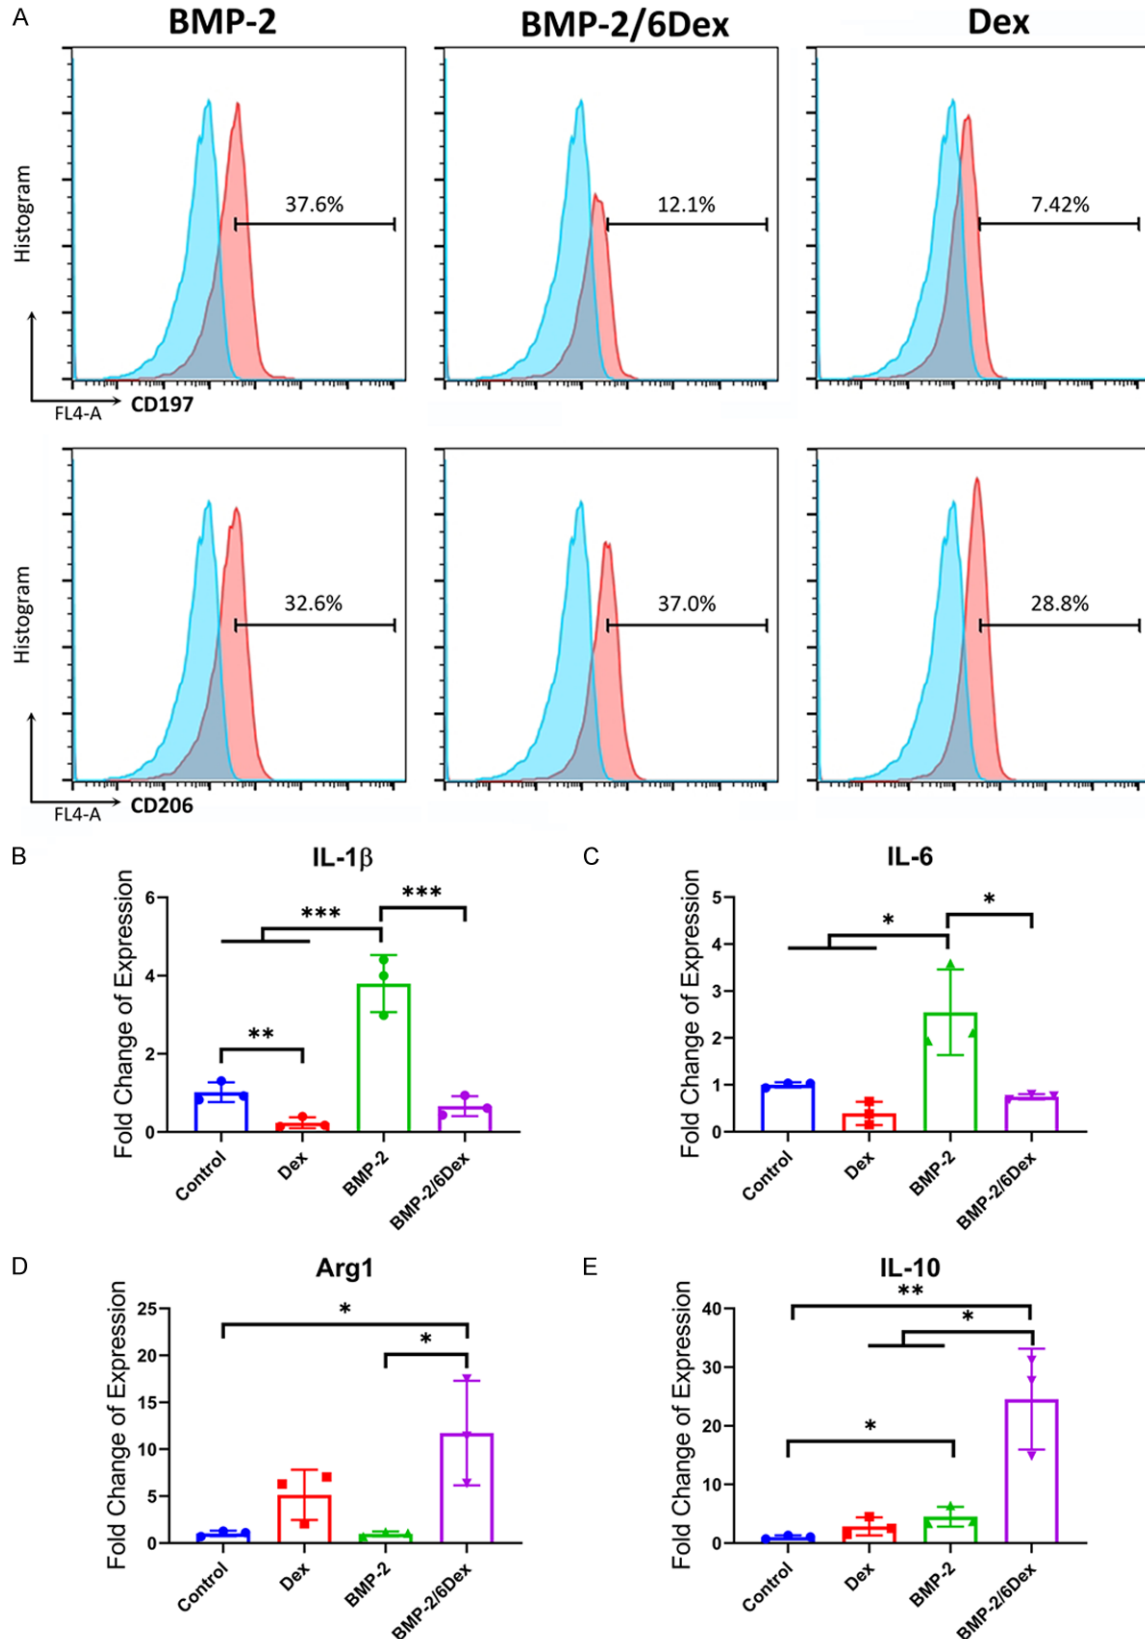 A
BMP-2
BMP-2/6Dex
Dex
Histogram
37.6%
12.1%
7.42%
FL4-A
CD197
Histogram
32.6%
37.0%
28.8%
FL4-A
CD206
B
IL-1β
Fold Change of Expression
6
4
2
0
***
***
**
Control
Dex
BMP-2
BMP-2/6Dex
C
IL-6
Fold Change of Expression
5
4
3
2
1
0
*
*
Control
Dex
BMP-2
BMP-2/6Dex
D
Arg1
Fold Change of Expression
25
20
15
10
5
0
*
*
Control
Dex
BMP-2
BMP-2/6Dex
E
IL-10
Fold Change of Expression
40
30
20
10
0
**
*
*
Control
Dex
BMP-2
BMP-2/6Dex